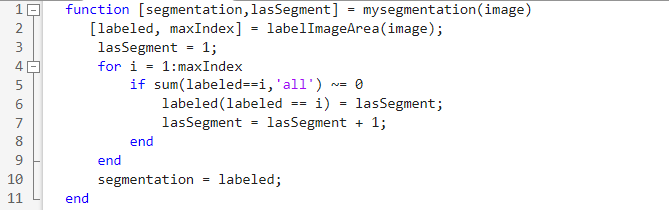 1 function [segmentation,lasSegment] = mysegmentation(image)
2 [labeled, maxIndex] = labelImageArea(image);
3 lasSegment = 1;
4 for i = 1:maxIndex
5 if sum(labeled==i,'all') ~= 0
6 labeled(labeled == i) = lasSegment;
7 lasSegment = lasSegment + 1;
8 end
9 end
10 segmentation = labeled;
11 end